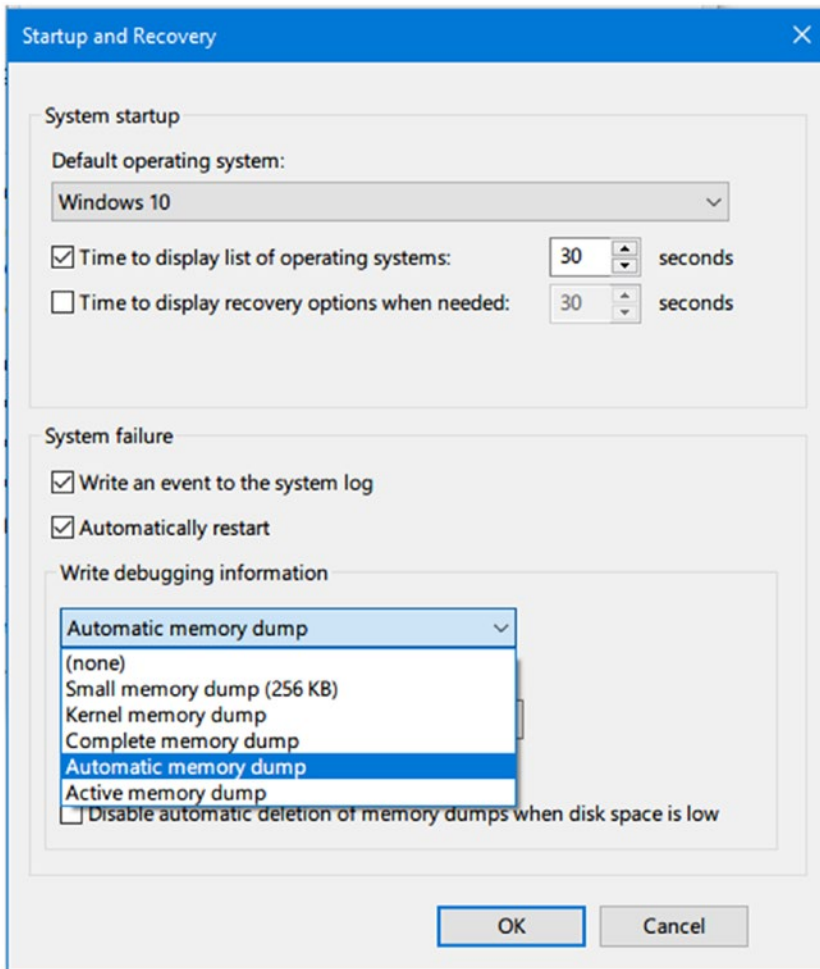 Startup and Recovery
System startup
Default operating system:
Windows 10
Time to display list of operating systems: 30 seconds
Time to display recovery options when needed: 30 seconds
System failure
Write an event to the system log
Automatically restart
Write debugging information
Automatic memory dump
(none)
Small memory dump (256 KB)
Kernel memory dump
Complete memory dump
Automatic memory dump
Active memory dump
Disable automatic deletion of memory dumps when disk space is low
OK Cancel